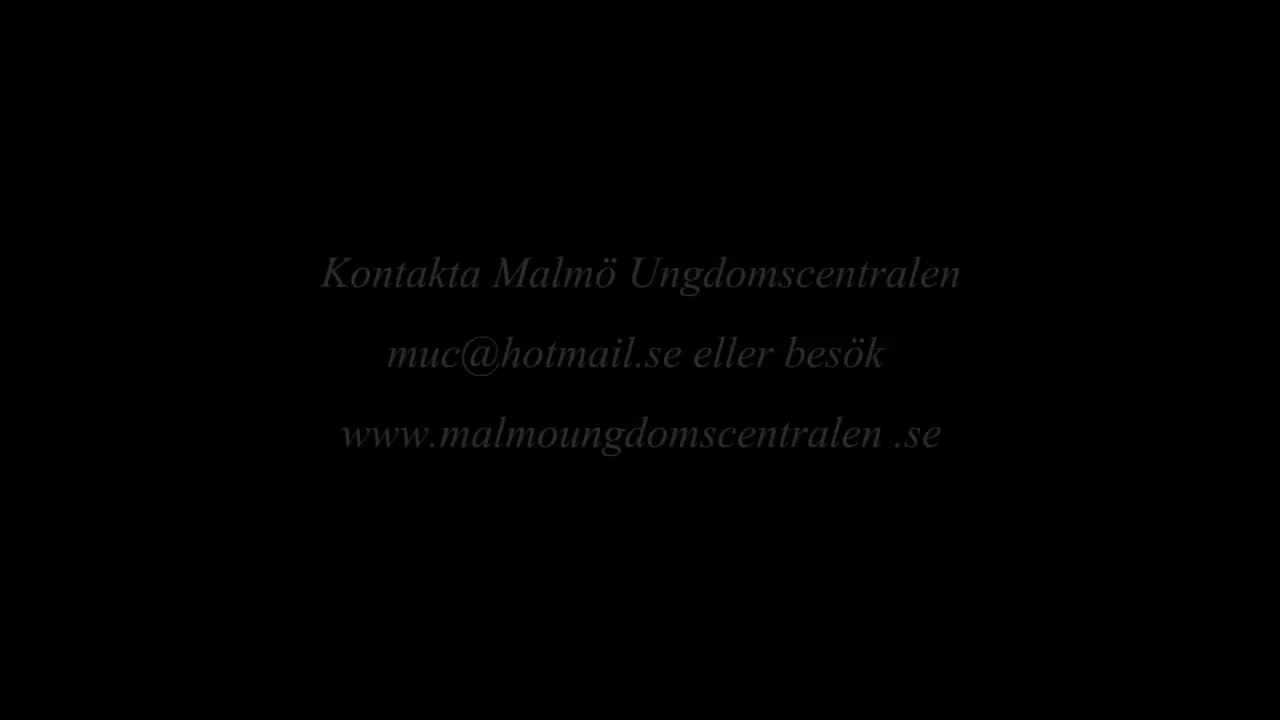 Kontakta Malmö Ungdomscentralen
muc@hotmail.se eller besök
www.malmoungdomscentralen .se